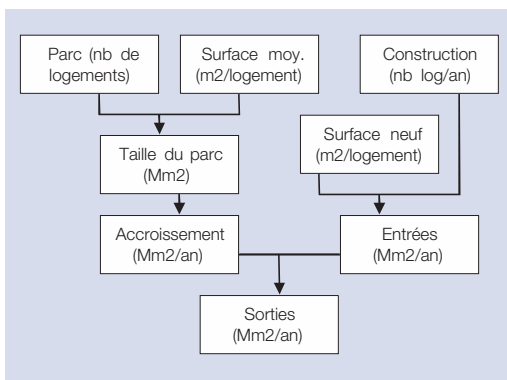 Parc (nb de
logements)
Surface moy.
(m2/logement)
Construction
(nb log/an)
Surface neuf
(m2/logement)
Taille du parc
(Mm2)
Accroissement
(Mm2/an)
Entrées
(Mm2/an)
Sorties
(Mm2/an)